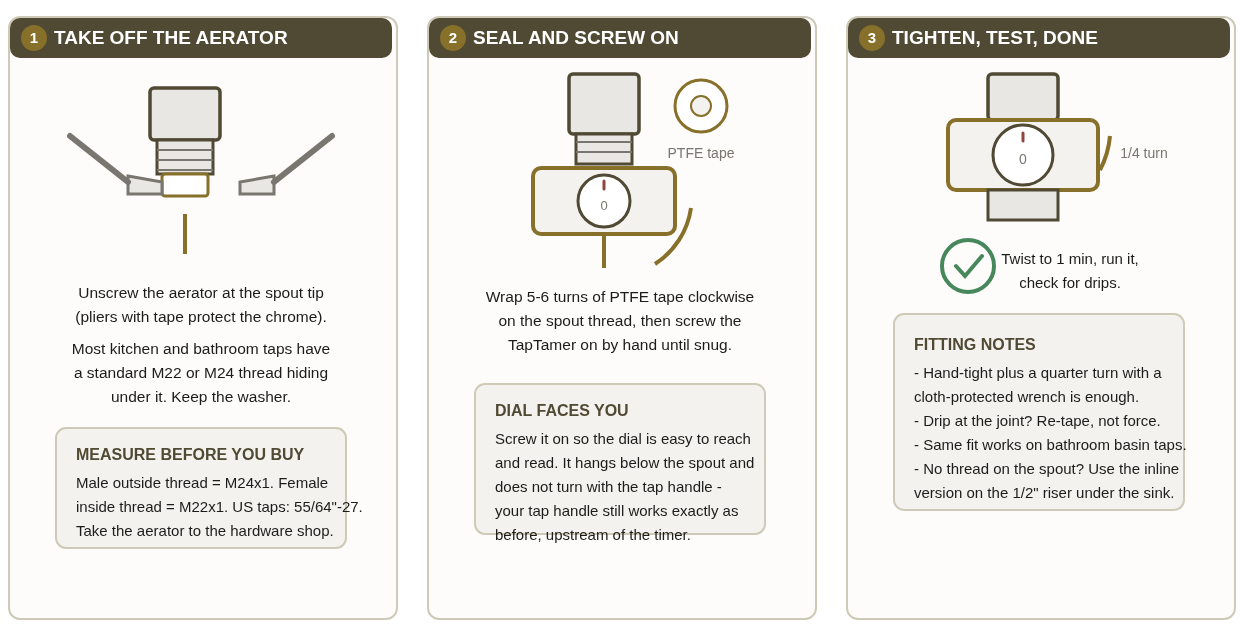 1 TAKE OFF THE AERATOR
Unscrew the aerator at the spout tip
(pliers with tape protect the chrome).
Most kitchen and bathroom taps have
a standard M22 or M24 thread hiding
under it. Keep the washer.
MEASURE BEFORE YOU BUY
Male outside thread = M24x1. Female
inside thread = M22x1. US taps: 55/64"-27.
Take the aerator to the hardware shop.
2 SEAL AND SCREW ON
PTFE tape
0
Wrap 5-6 turns of PTFE tape clockwise
on the spout thread, then screw the
TapTamer on by hand until snug.
DIAL FACES YOU
Screw it on so the dial is easy to reach
and read. It hangs below the spout and
does not turn with the tap handle -
your tap handle still works exactly as
before, upstream of the timer.
3 TIGHTEN, TEST, DONE
0
1/4 turn
Twist to 1 min, run it,
check for drips.
FITTING NOTES
- Hand-tight plus a quarter turn with a
cloth-protected wrench is enough.
- Drip at the joint? Re-tape, not force.
- Same fit works on bathroom basin taps.
- No thread on the spout? Use the inline
version on the 1/2" riser under the sink.